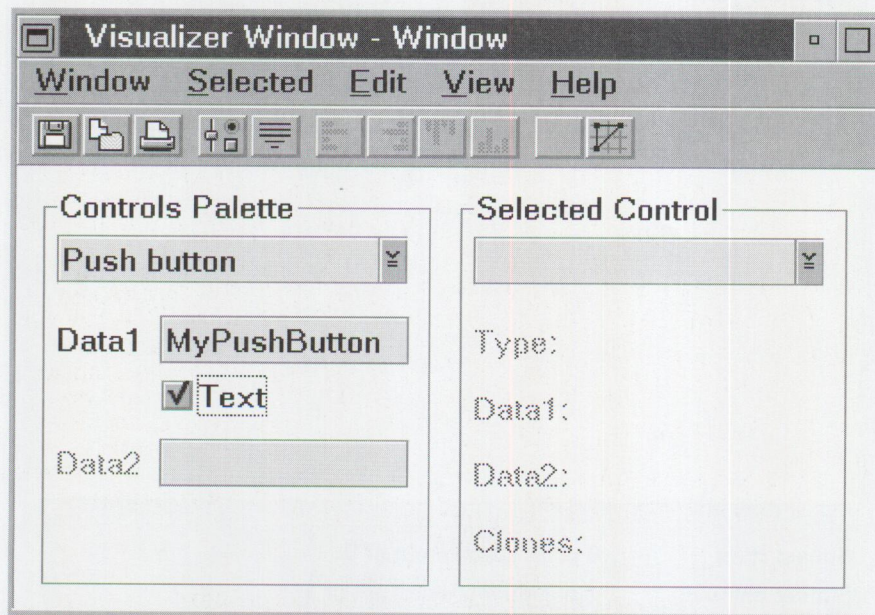 Visualizer Window - Window
Window Selected Edit View Help
Controls Palette
Push button
Data1 MyPushButton
Text
Data2
Selected Control
Type:
Data1:
Data2:
Clones: